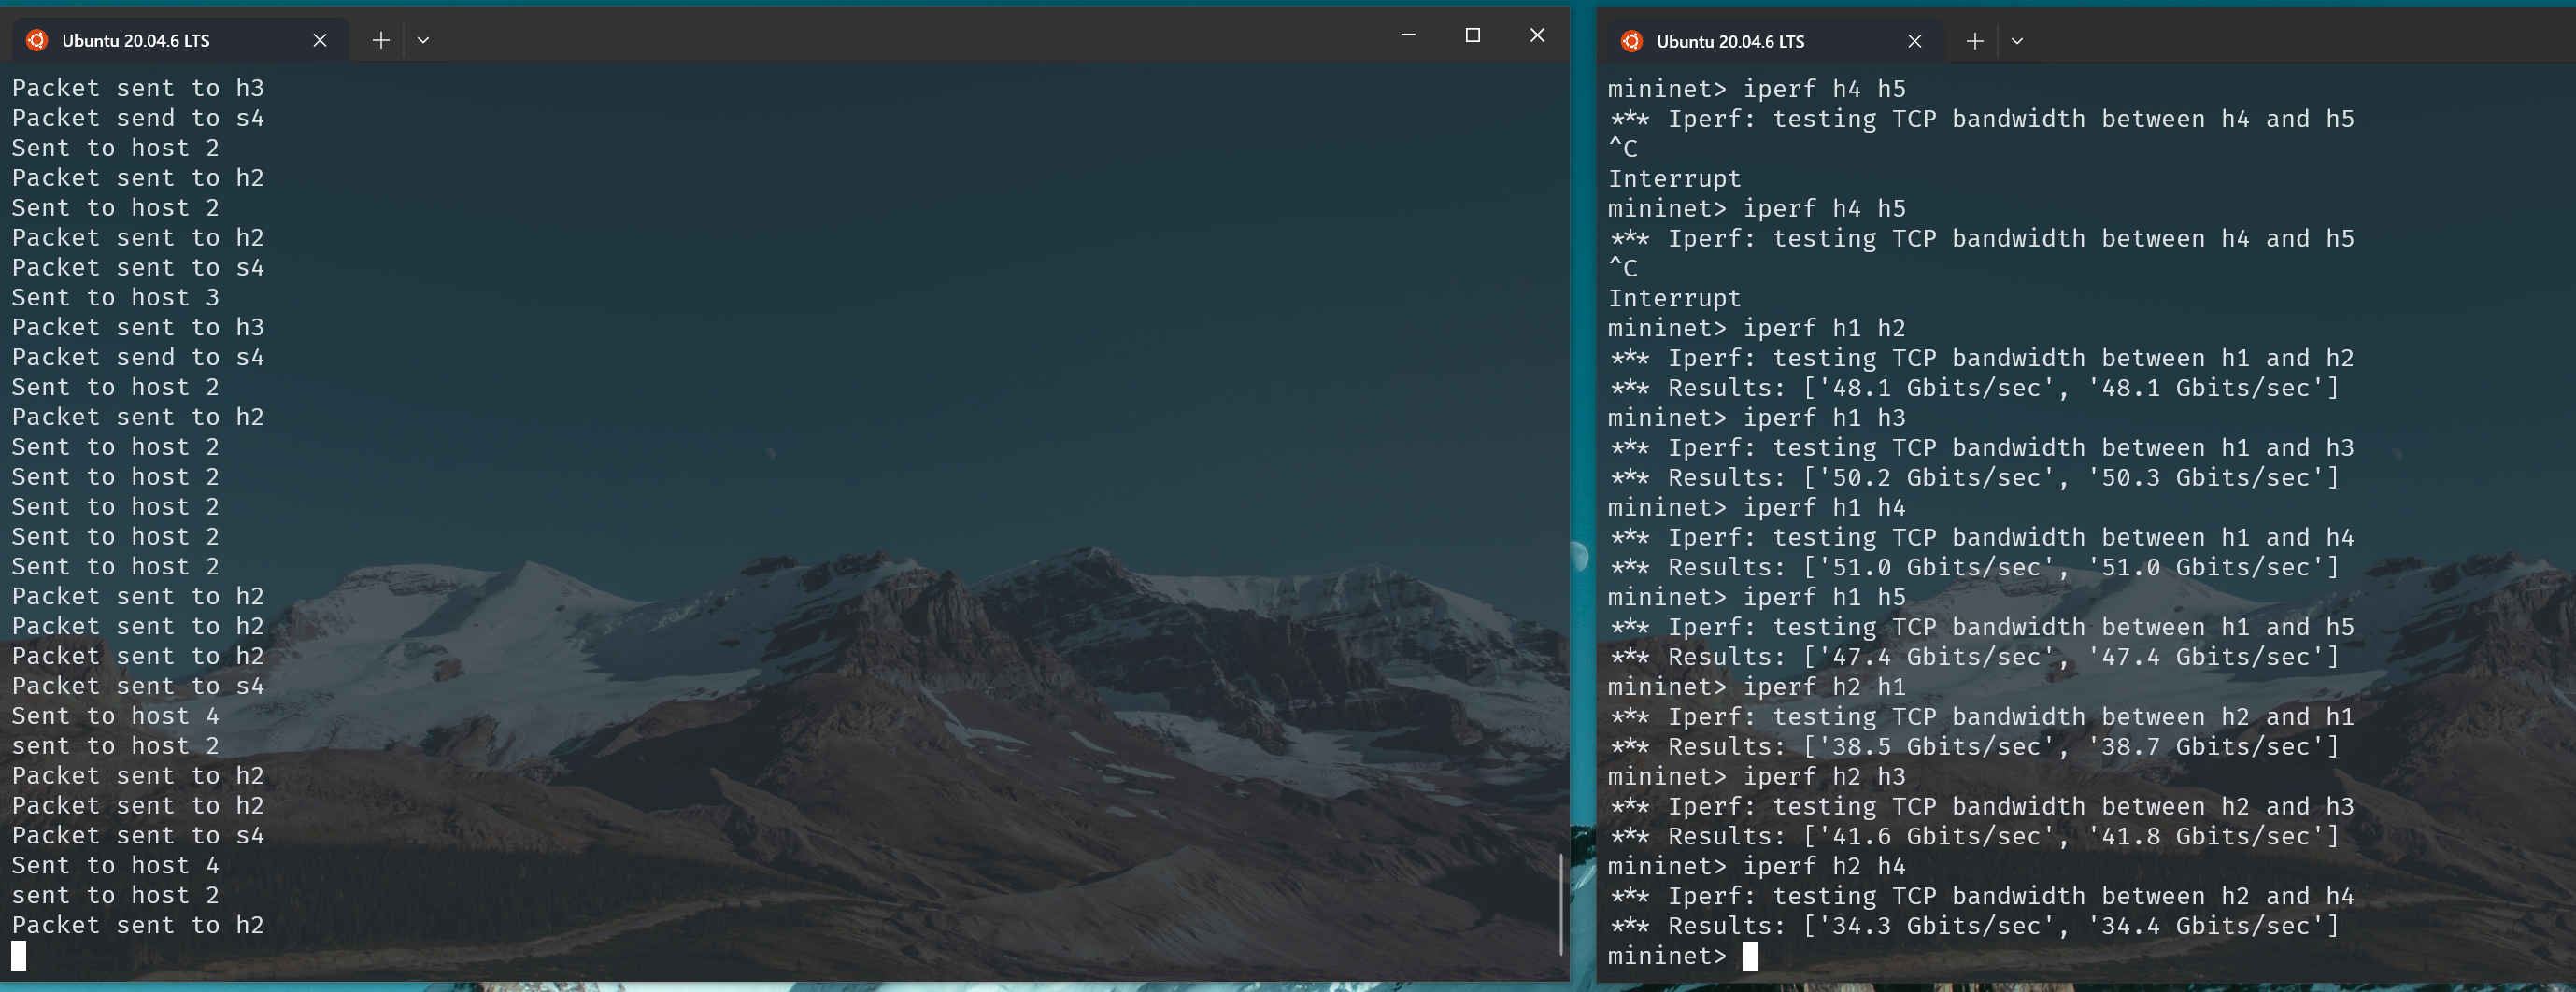 Ubuntu 20.04.6 LTS
Packet sent to h3
Packet send to s4
Sent to host 2
Packet sent to h2
Sent to host 2
Packet sent to h2
Packet sent to s4
Sent to host 3
Packet sent to h3
Packet send to s4
Sent to host 2
Packet sent to h2
Sent to host 2
Sent to host 2
Sent to host 2
Sent to host 2
Sent to host 2
Packet sent to h2
Packet sent to h2
Packet sent to h2
Packet sent to s4
Sent to host 4
sent to host 2
Packet sent to h2
Packet sent to h2
Packet sent to s4
Sent to host 4
sent to host 2
Packet sent to h2
Ubuntu 20.04.6 LTS
mininet> iperf h4 h5
*** Iperf: testing TCP bandwidth between h4 and h5
^C
Interrupt
mininet> iperf h4 h5
*** Iperf: testing TCP bandwidth between h4 and h5
^C
Interrupt
mininet> iperf h1 h2
*** Iperf: testing TCP bandwidth between h1 and h2
*** Results: ['48.1 Gbits/sec', '48.1 Gbits/sec']
mininet> iperf h1 h3
*** Iperf: testing TCP bandwidth between h1 and h3
*** Results: ['50.2 Gbits/sec', '50.3 Gbits/sec']
mininet> iperf h1 h4
*** Iperf: testing TCP bandwidth between h1 and h4
*** Results: ['51.0 Gbits/sec', '51.0 Gbits/sec']
mininet> iperf h1 h5
*** Iperf: testing TCP bandwidth between h1 and h5
*** Results: ['47.4 Gbits/sec', '47.4 Gbits/sec']
mininet> iperf h2 h1
*** Iperf: testing TCP bandwidth between h2 and h1
*** Results: ['38.5 Gbits/sec', '38.7 Gbits/sec']
mininet> iperf h2 h3
*** Iperf: testing TCP bandwidth between h2 and h3
*** Results: ['41.6 Gbits/sec', '41.8 Gbits/sec']
mininet> iperf h2 h4
*** Iperf: testing TCP bandwidth between h2 and h4
*** Results: ['34.3 Gbits/sec', '34.4 Gbits/sec']
mininet>